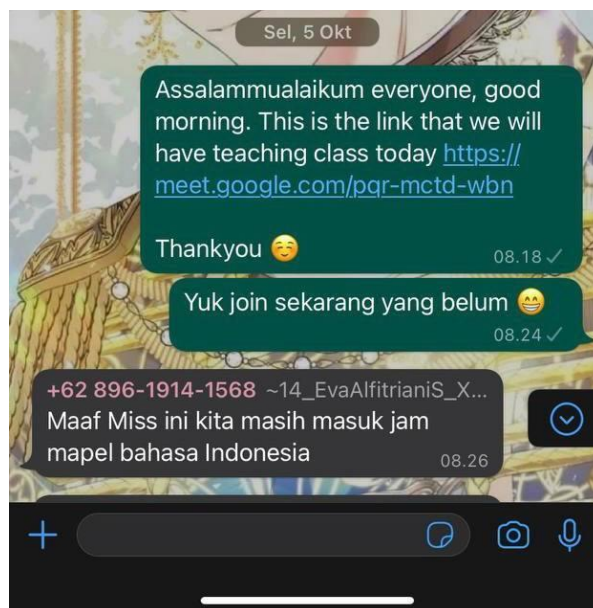 Sel, 5 Okt
Assalammualaikum everyone, good
morning. This is the link that we will
have teaching class today https://
meet.google.com/pqr-mctd-wbn
Thankyou ☺️
08.18 ✓
Yuk join sekarang yang belum 😁
08.24 ✓
+62 896-1914-1568 ~14_EvaAlfitrianiS_X...
Maaf Miss ini kita masih masuk jam
mapel bahasa Indonesia
08.26